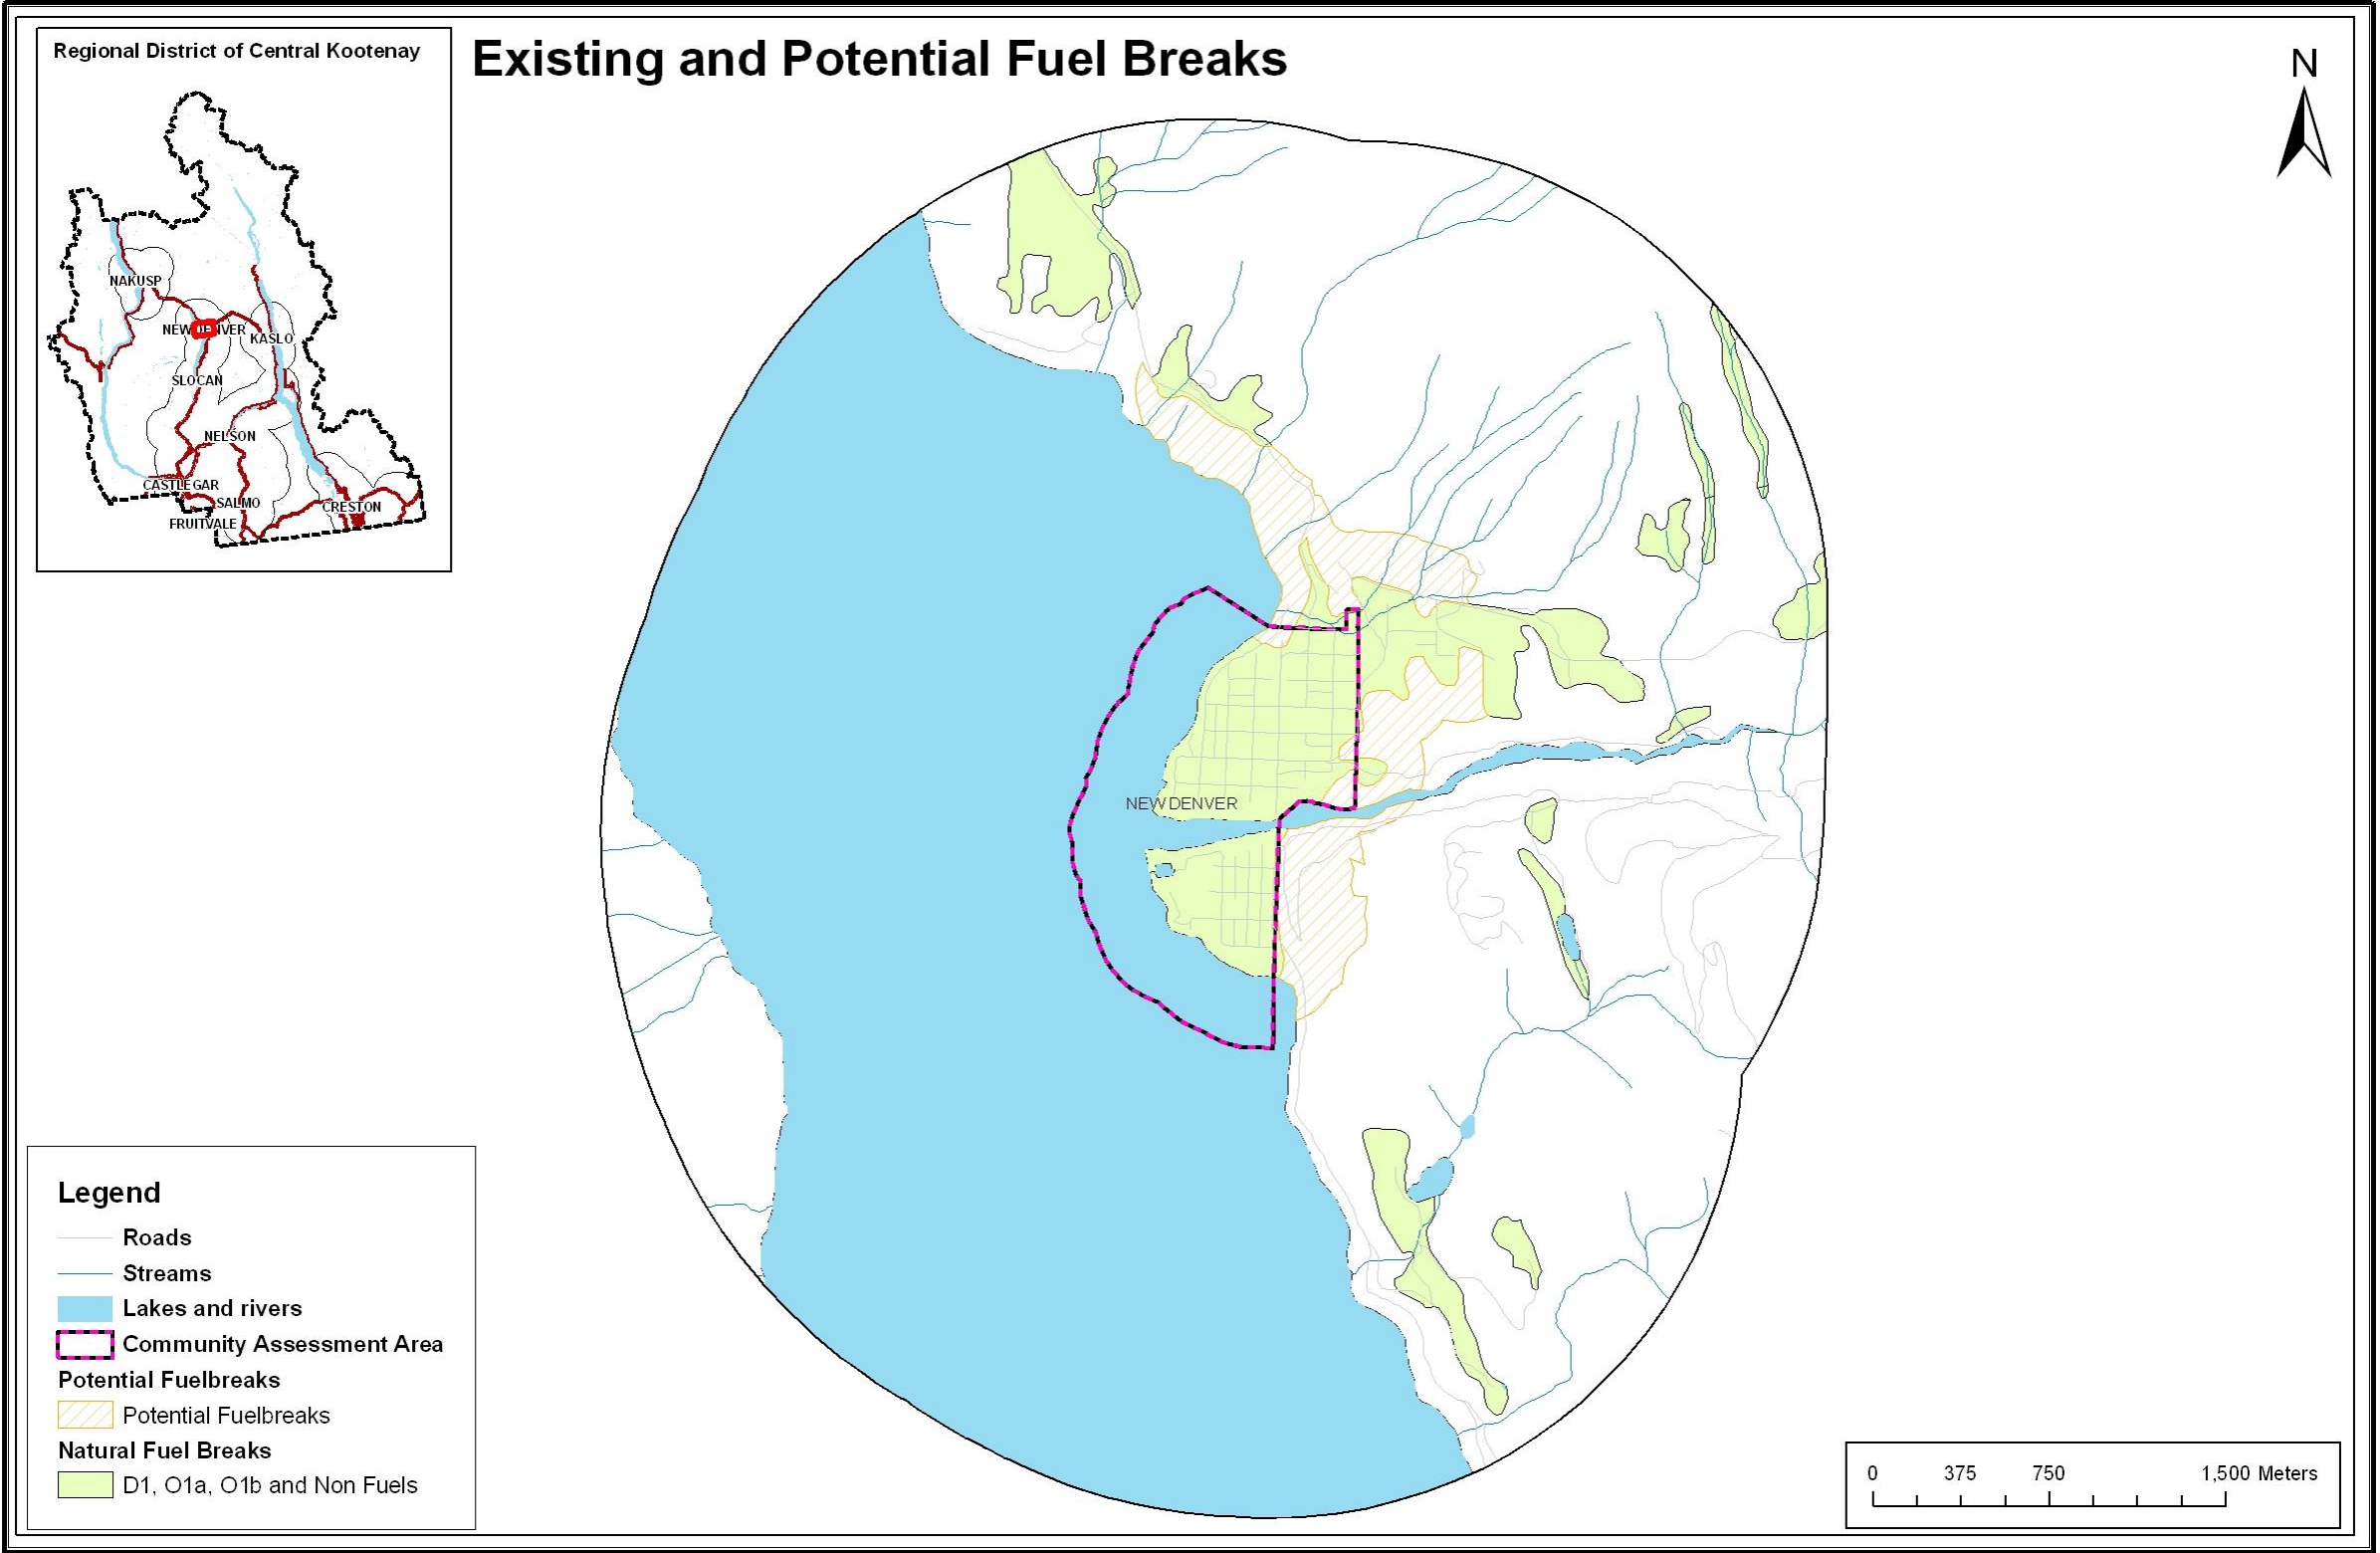 Regional District of Central Kootenay
Existing and Potential Fuel Breaks
N
NAKUSP
NEW DENVER
KASLO
SLOCAN
NELSON
CASTLEGAR
SALMO
CRESTON
FRUITVALE
NEW DENVER
Legend
Roads
Streams
Lakes and rivers
Community Assessment Area
Potential Fuelbreaks
Potential Fuelbreaks
Natural Fuel Breaks
D1, O1a, O1b and Non Fuels
0 375 750 1,500 Meters